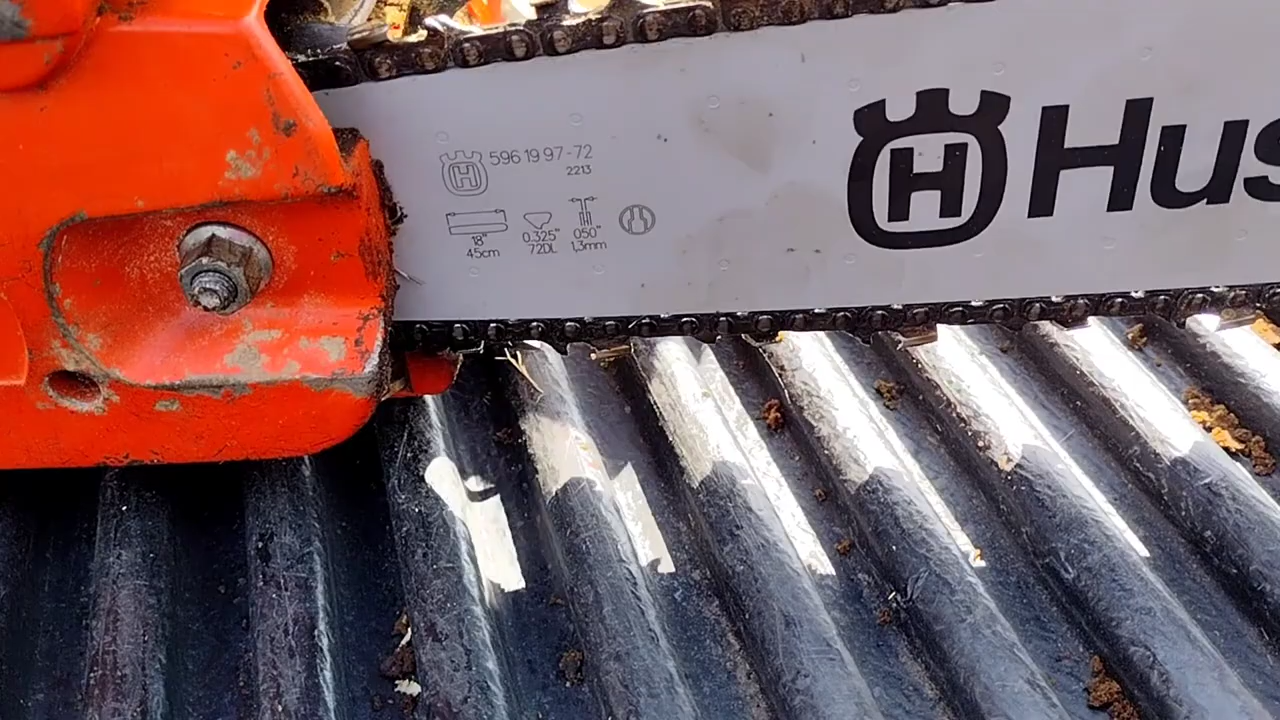 H 596 19 97-72
2213
18"
45cm
0.325"
72DL
.050"
1,3mm
H Hus